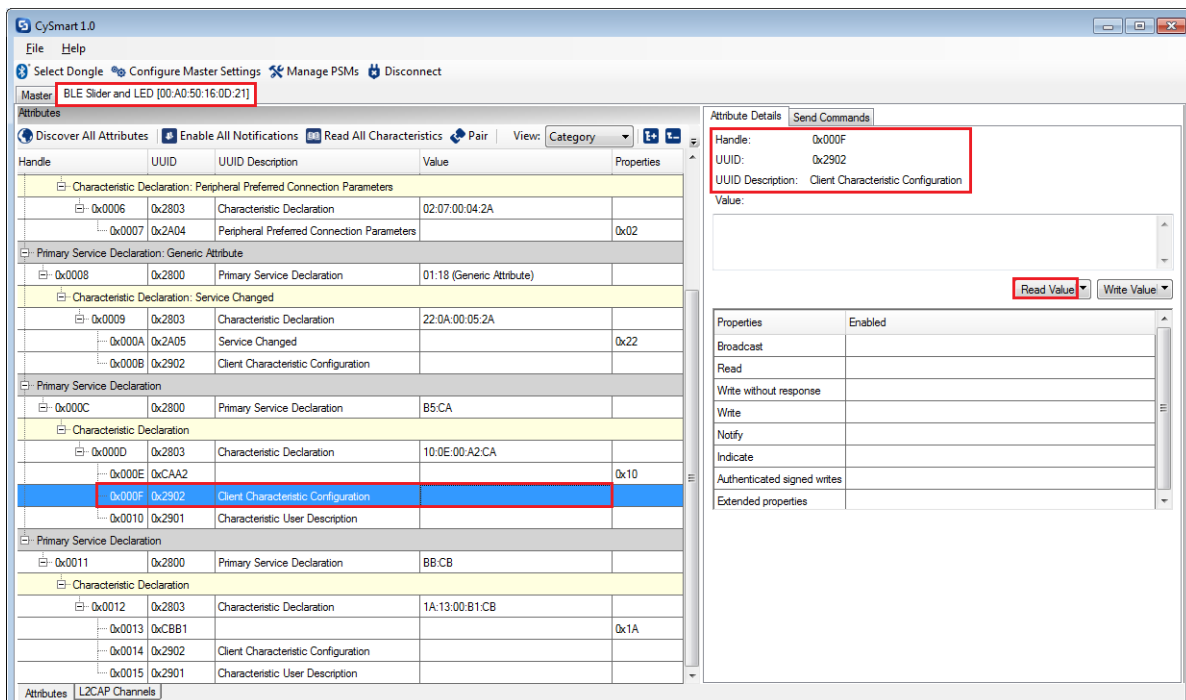 CySmart 1.0
File Help
Select Dongle Configure Master Settings Manage PSMs Disconnect
Master BLE Slider and LED [00:A0:50:16:0D:21]
Attributes
Discover All Attributes Enable All Notifications Read All Characteristics Pair View: Category
Handle UUID UUID Description Value Properties
Characteristic Declaration: Peripheral Preferred Connection Parameters
0x0006 0x2803 Characteristic Declaration 02:07:00:04:2A
0x0007 0x2A04 Peripheral Preferred Connection Parameters 0x02
Primary Service Declaration: Generic Attribute
0x0008 0x2800 Primary Service Declaration 01:18 (Generic Attribute)
Characteristic Declaration: Service Changed
0x0009 0x2803 Characteristic Declaration 22:0A:00:05:2A
0x000A 0x2A05 Service Changed 0x22
0x000B 0x2902 Client Characteristic Configuration
Primary Service Declaration
0x000C 0x2800 Primary Service Declaration B5:CA
Characteristic Declaration
0x000D 0x2803 Characteristic Declaration 10:0E:00:A2:CA
0x000E 0xCAA2 0x10
0x000F 0x2902 Client Characteristic Configuration
0x0010 0x2901 Characteristic User Description
Primary Service Declaration
0x0011 0x2800 Primary Service Declaration BB:CB
Characteristic Declaration
0x0012 0x2803 Characteristic Declaration 1A:13:00:B1:CB
0x0013 0xCBB1 0x1A
0x0014 0x2902 Client Characteristic Configuration
0x0015 0x2901 Characteristic User Description
Attributes L2CAP Channels
Attribute Details Send Commands
Handle: 0x000F
UUID: 0x2902
UUID Description: Client Characteristic Configuration
Value:
Read Value Write Value
Properties Enabled
Broadcast
Read
Write without response
Write
Notify
Indicate
Authenticated signed writes
Extended properties